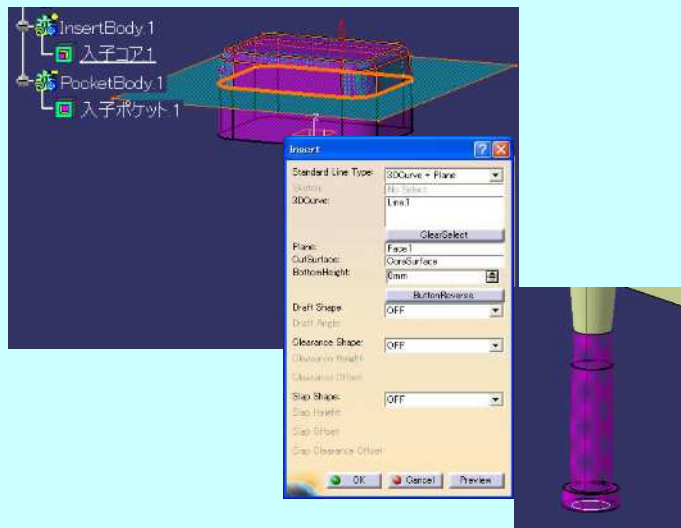 InsertBody.1
入子コア.1
PocketBody.1
入子ポケット.1
Insert
Standard Line Type: 3DCurve + Plane
Sketch: No Select
3DCurve: Line.1
ClearSelect
Plane: Face.1
CutSurface: CoreSurface
BottomHeight: 0mm
ButtonReverse
Draft Shape: OFF
Draft Angle:
Clearance Shape: OFF
Clearance Height:
Clearance Offset:
Slap Shape: OFF
Slap Height:
Slap Offset:
Slap Clearance Offset:
OK Cancel Preview